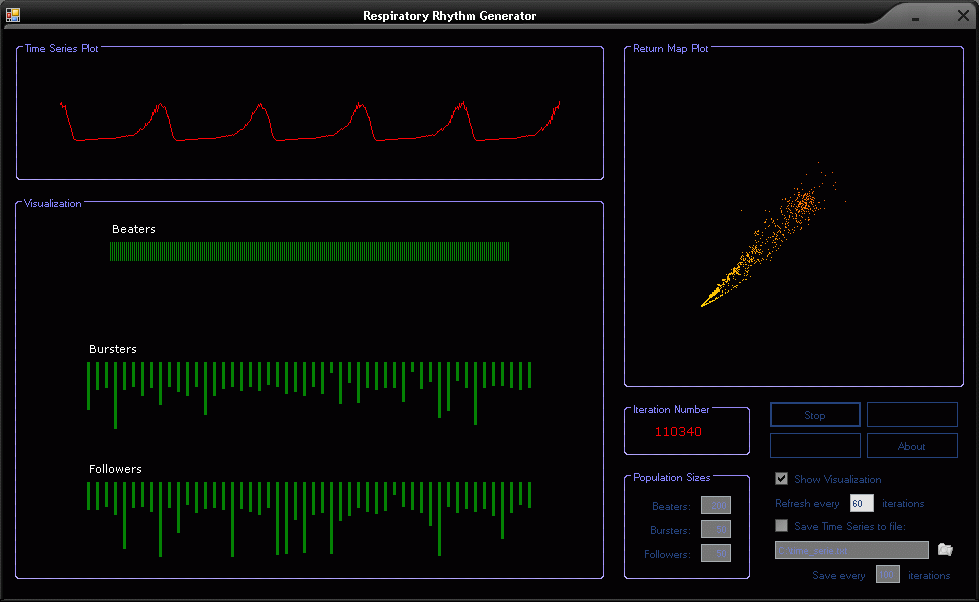 Respiratory Rhythm Generator
Time Series Plot
Return Map Plot
Visualization
Beaters
Bursters
Followers
Iteration Number
110340
Stop
About
Population Sizes
Beaters: 200
Bursters: 50
Followers: 50
Show Visualization
Refresh every 60 iterations
Save Time Series to file:
C:\time_serie.txt
Save every 100 iterations